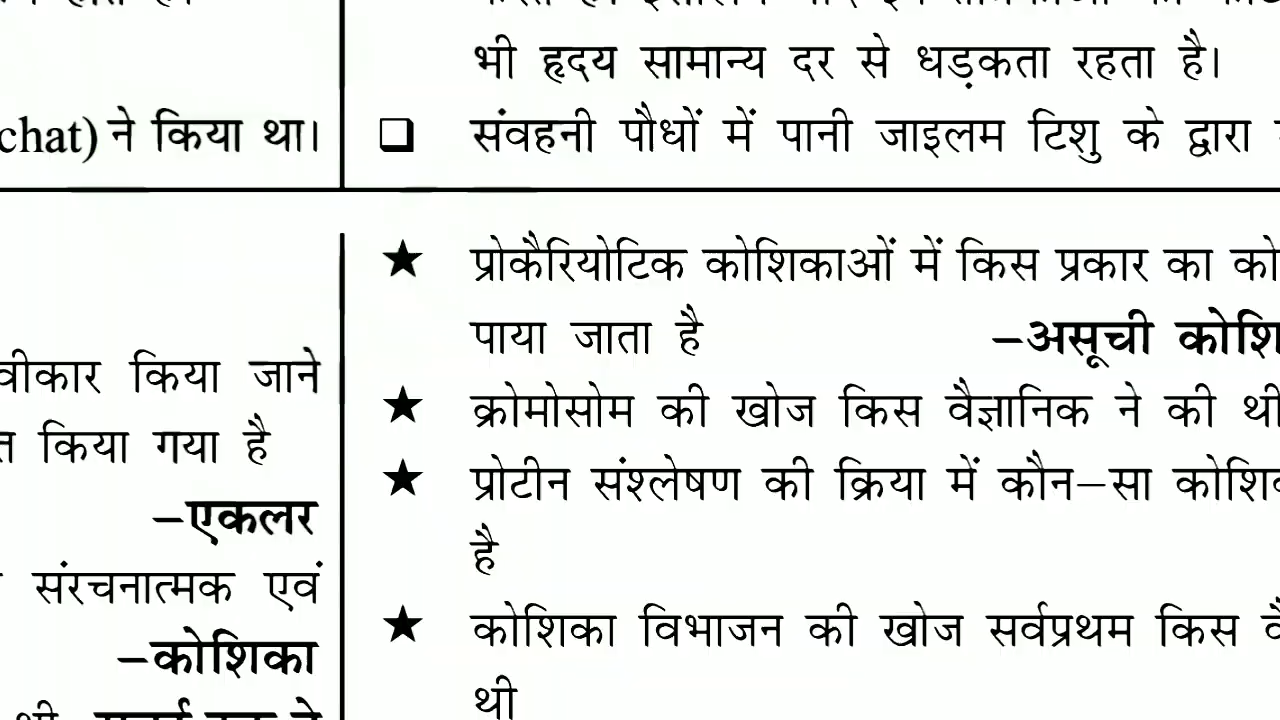 chat) ने किया था।
वीकार किया जाने
किया गया है
–एकलर
संरचनात्मक एवं
–कोशिका
भी हृदय सामान्य दर से धड़कता रहता है।
❑ संवहनी पौधों में पानी जाइलम टिशु के द्वारा
★ प्रोकैरियोटिक कोशिकाओं में किस प्रकार का को
पाया जाता है –असूची कोशि
★ क्रोमोसोम की खोज किस वैज्ञानिक ने की थी
★ प्रोटीन संश्लेषण की क्रिया में कौन–सा कोशिक
है
★ कोशिका विभाजन की खोज सर्वप्रथम किस
थी